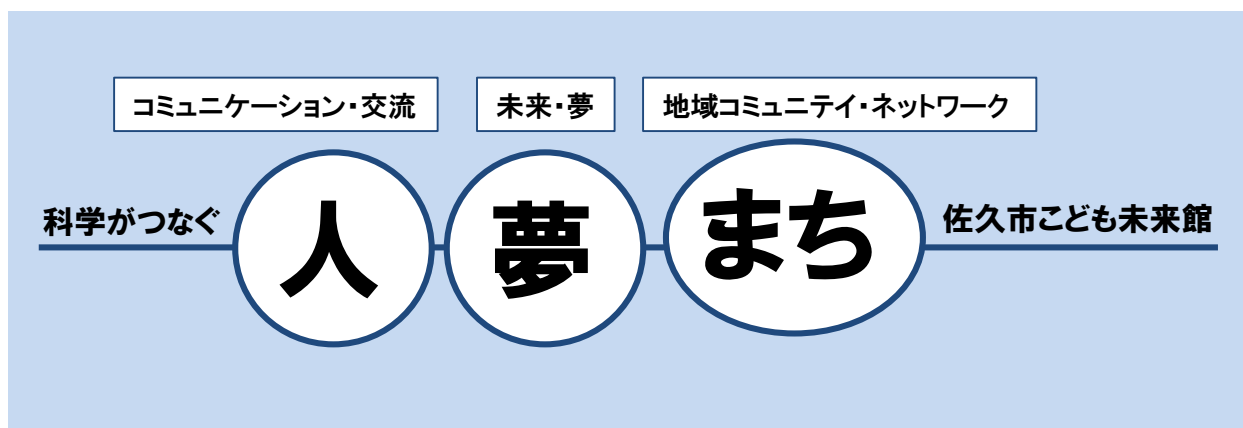 コミュニケーション・交流
未来・夢
地域コミュニテイ・ネットワーク
科学がつなぐ
人
夢
まち
佐久市こども未来館